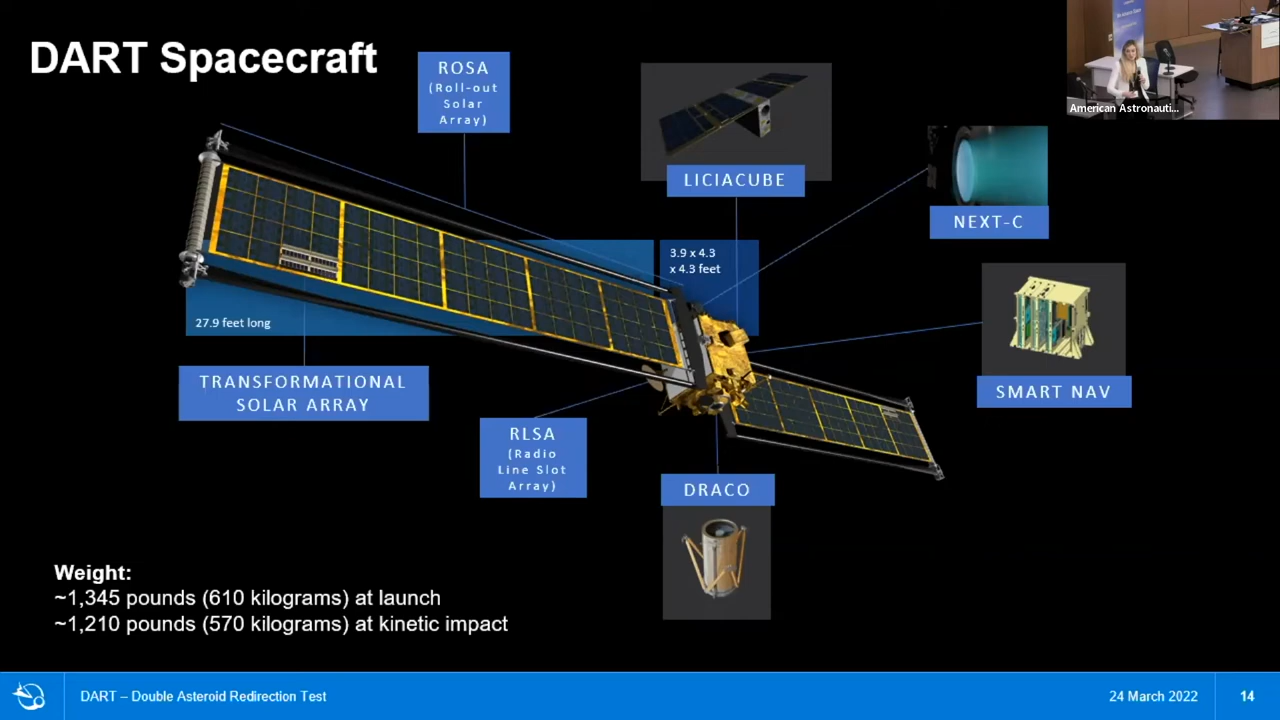 DART Spacecraft
ROSA
(Roll-out
Solar
Array)
LICIACUBE
NEXT-C
3.9 x 4.3
x 4.3 feet
27.9 feet long
TRANSFORMATIONAL
SOLAR ARRAY
SMART NAV
RLSA
(Radio
Line Slot
Array)
DRACO
Weight:
~1,345 pounds (610 kilograms) at launch
~1,210 pounds (570 kilograms) at kinetic impact
DART – Double Asteroid Redirection Test
24 March 2022
14
American Astronauti...